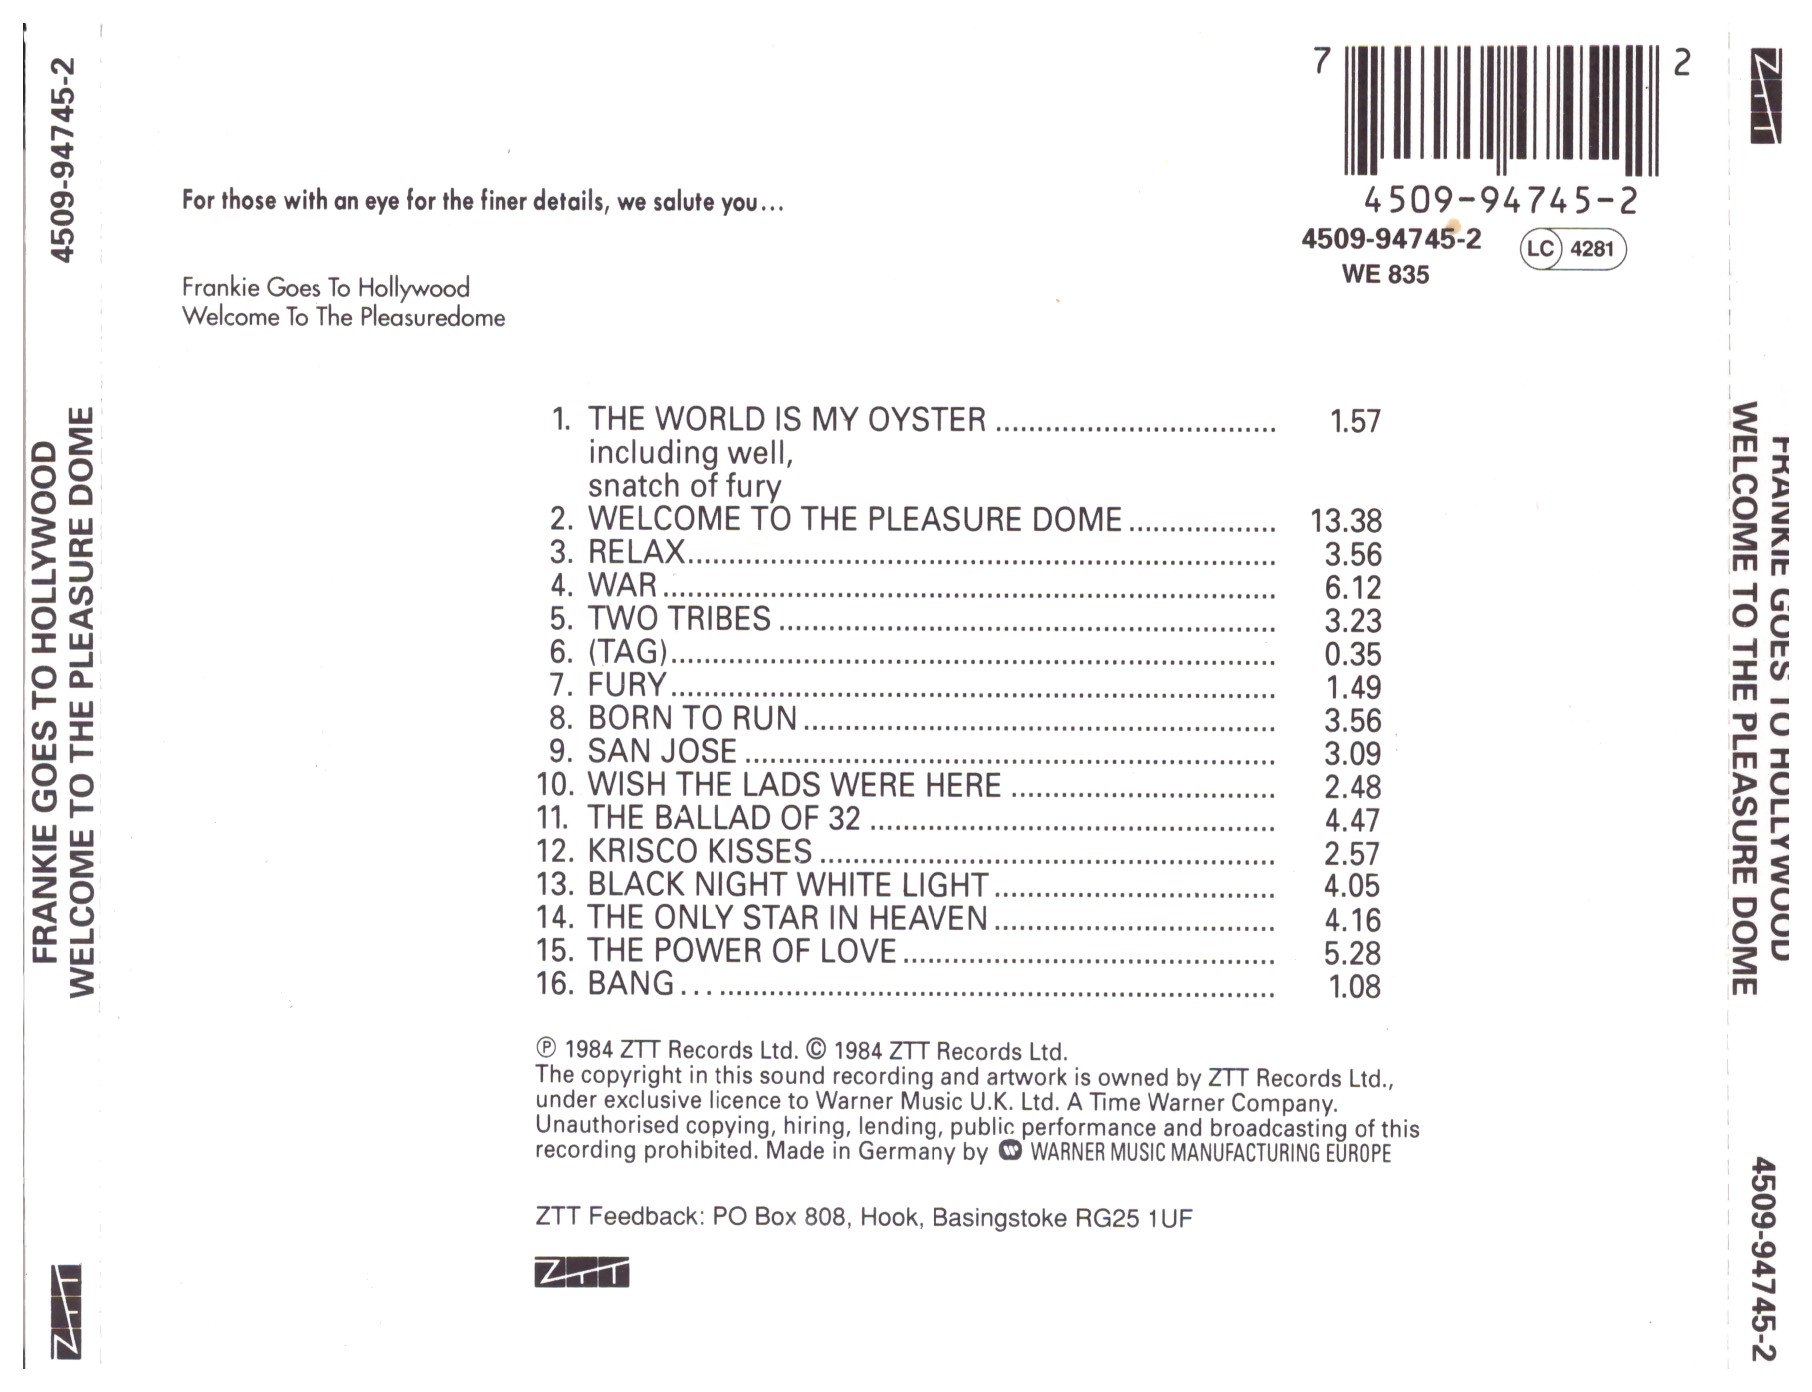 4509-94745-2
FRANKIE GOES TO HOLLYWOOD
WELCOME TO THE PLEASURE DOME
ZTT
For those with an eye for the finer details, we salute you...
Frankie Goes To Hollywood
Welcome To The Pleasuredome
7 2
4509-94745-2
4509-94745-2
LC 4281
WE 835
1. THE WORLD IS MY OYSTER ................................ 1.57
including well,
snatch of fury
2. WELCOME TO THE PLEASURE DOME ................. 13.38
3. RELAX .................................................................. 3.56
4. WAR ..................................................................... 6.12
5. TWO TRIBES ........................................................ 3.23
6. (TAG) .................................................................... 0.35
7. FURY .................................................................... 1.49
8. BORN TO RUN ..................................................... 3.56
9. SAN JOSE ............................................................ 3.09
10. WISH THE LADS WERE HERE .............................. 2.48
11. THE BALLAD OF 32 .............................................. 4.47
12. KRISCO KISSES .................................................... 2.57
13. BLACK NIGHT WHITE LIGHT ................................ 4.05
14. THE ONLY STAR IN HEAVEN ................................ 4.16
15. THE POWER OF LOVE .......................................... 5.28
16. BANG ... ............................................................... 1.08
℗ 1984 ZTT Records Ltd. © 1984 ZTT Records Ltd.
The copyright in this sound recording and artwork is owned by ZTT Records Ltd.,
under exclusive licence to Warner Music U.K. Ltd. A Time Warner Company.
Unauthorised copying, hiring, lending, public performance and broadcasting of this
recording prohibited. Made in Germany by WARNER MUSIC MANUFACTURING EUROPE
ZTT Feedback: PO Box 808, Hook, Basingstoke RG25 1UF
ZTT
ZTT
FRANKIE GOES TO HOLLYWOOD
WELCOME TO THE PLEASURE DOME
4509-94745-2